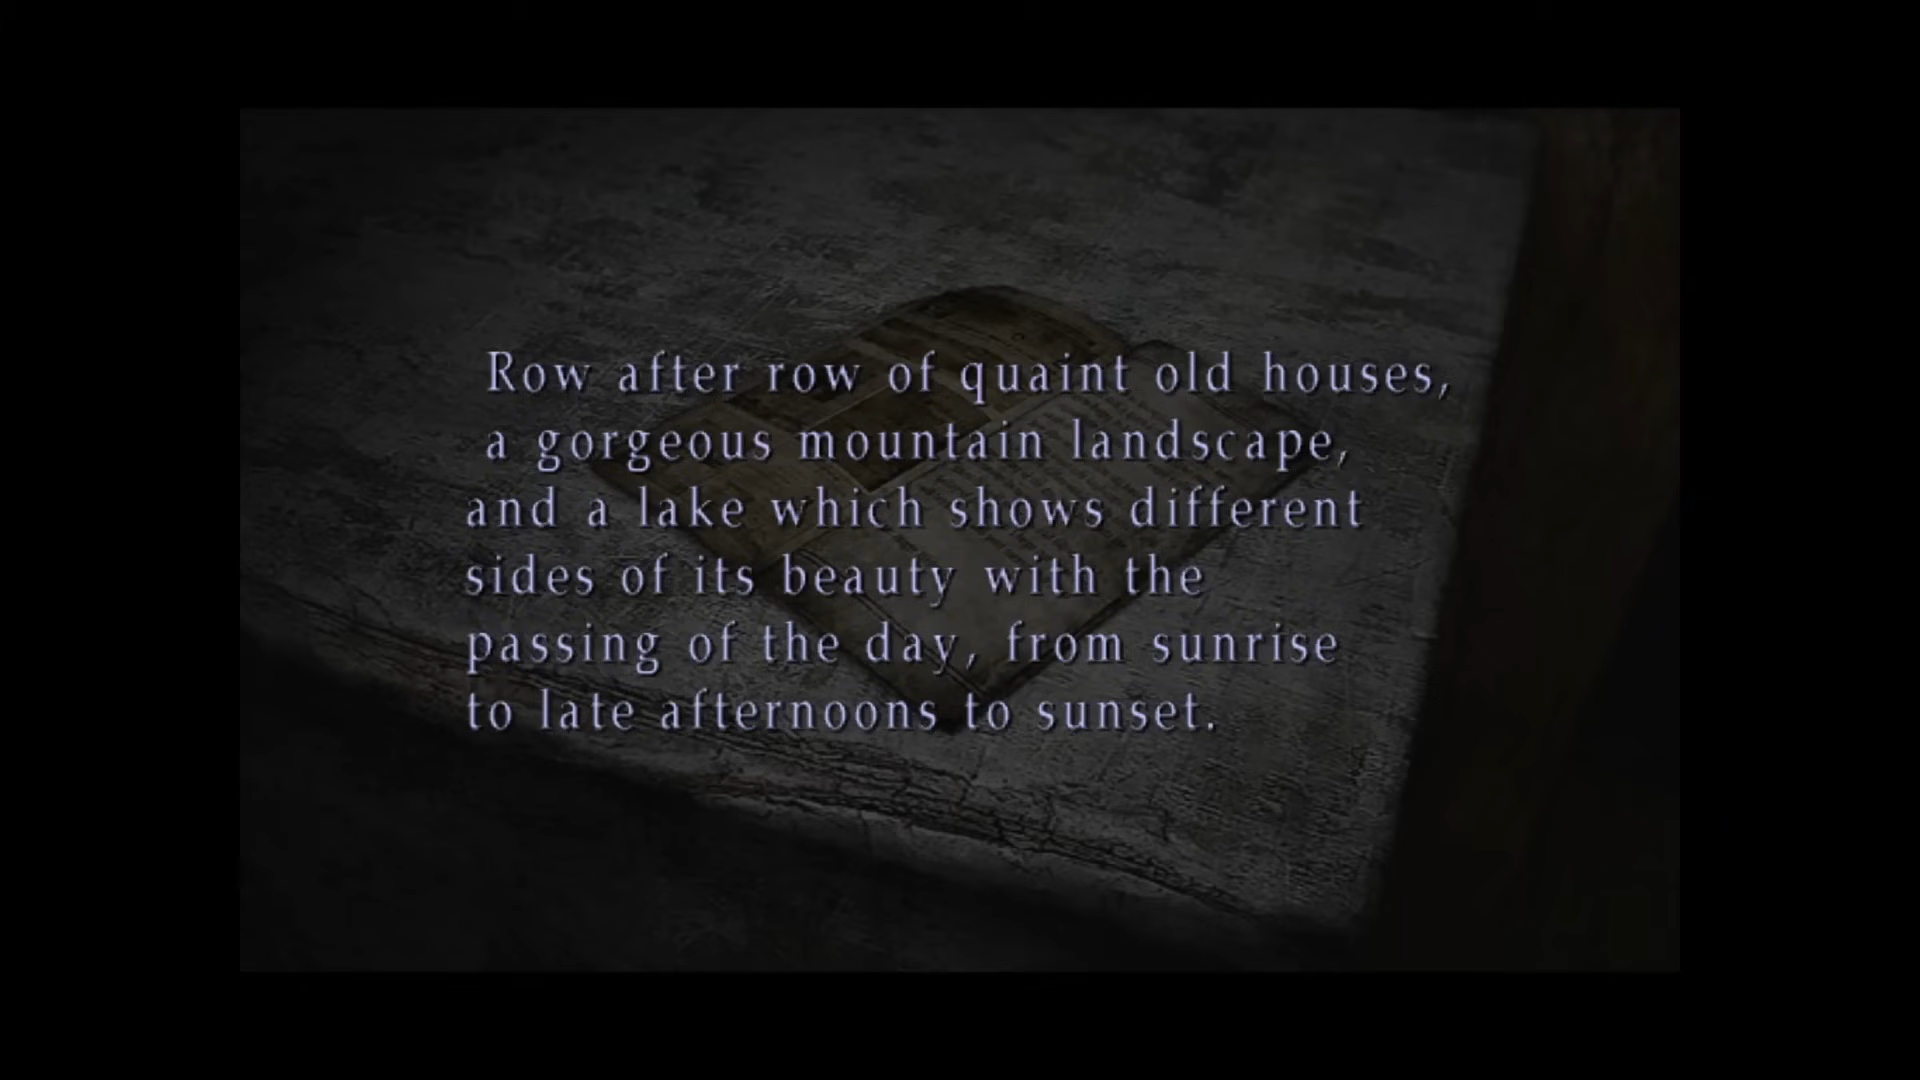 Row after row of quaint old houses,
a gorgeous mountain landscape,
and a lake which shows different
sides of its beauty with the
passing of the day, from sunrise
to late afternoons to sunset.